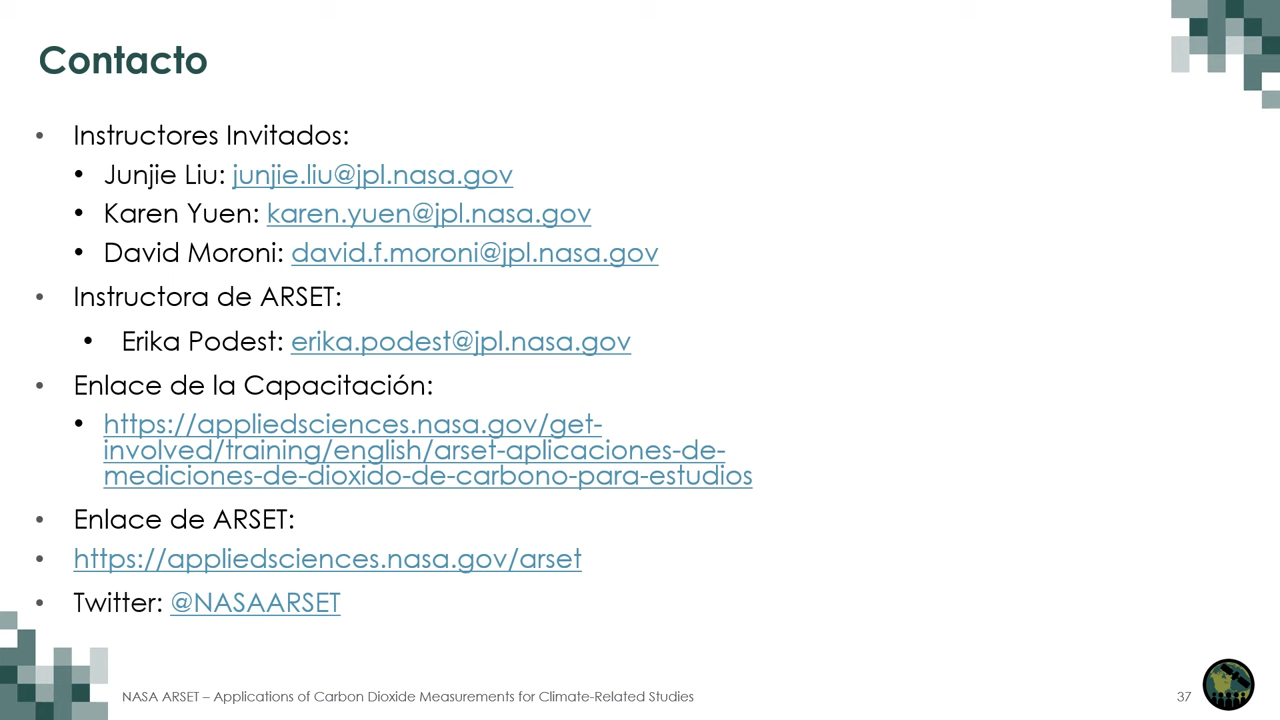 Contacto
• Instructores Invitados:
• Junjie Liu: junjie.liu@jpl.nasa.gov
• Karen Yuen: karen.yuen@jpl.nasa.gov
• David Moroni: david.f.moroni@jpl.nasa.gov
• Instructora de ARSET:
• Erika Podest: erika.podest@jpl.nasa.gov
• Enlace de la Capacitación:
• https://appliedsciences.nasa.gov/get-
involved/training/english/arset-aplicaciones-de-
mediciones-de-dioxido-de-carbono-para-estudios
• Enlace de ARSET:
• https://appliedsciences.nasa.gov/arset
• Twitter: @NASAARSET
NASA ARSET – Applications of Carbon Dioxide Measurements for Climate-Related Studies
37